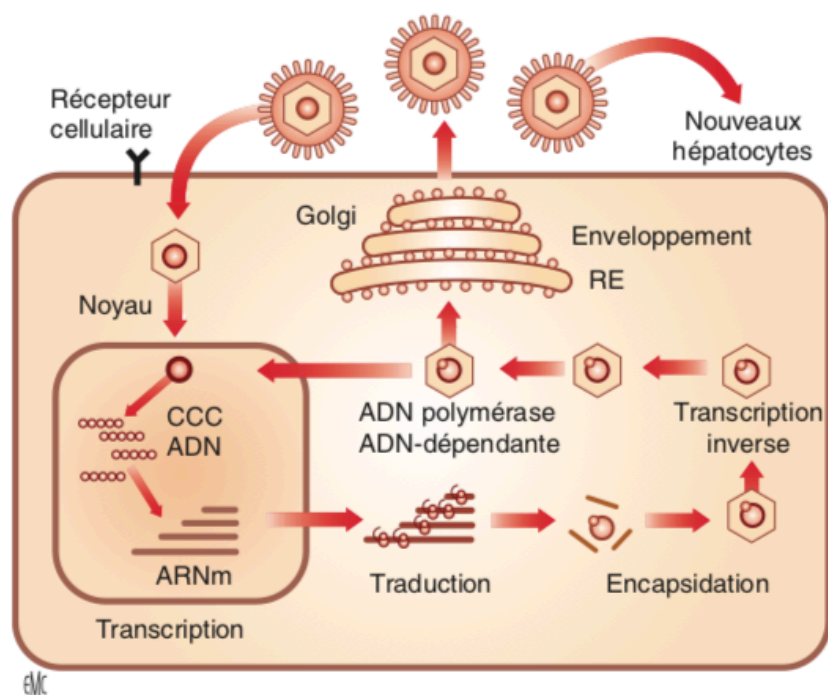 Récepteur
cellulaire
Nouveaux
hépatocytes
Golgi
Enveloppement
RE
Noyau
CCC
ADN
ADN polymérase
ADN-dépendante
Transcription
inverse
ARNm
Traduction
Encapsidation
Transcription
EMC